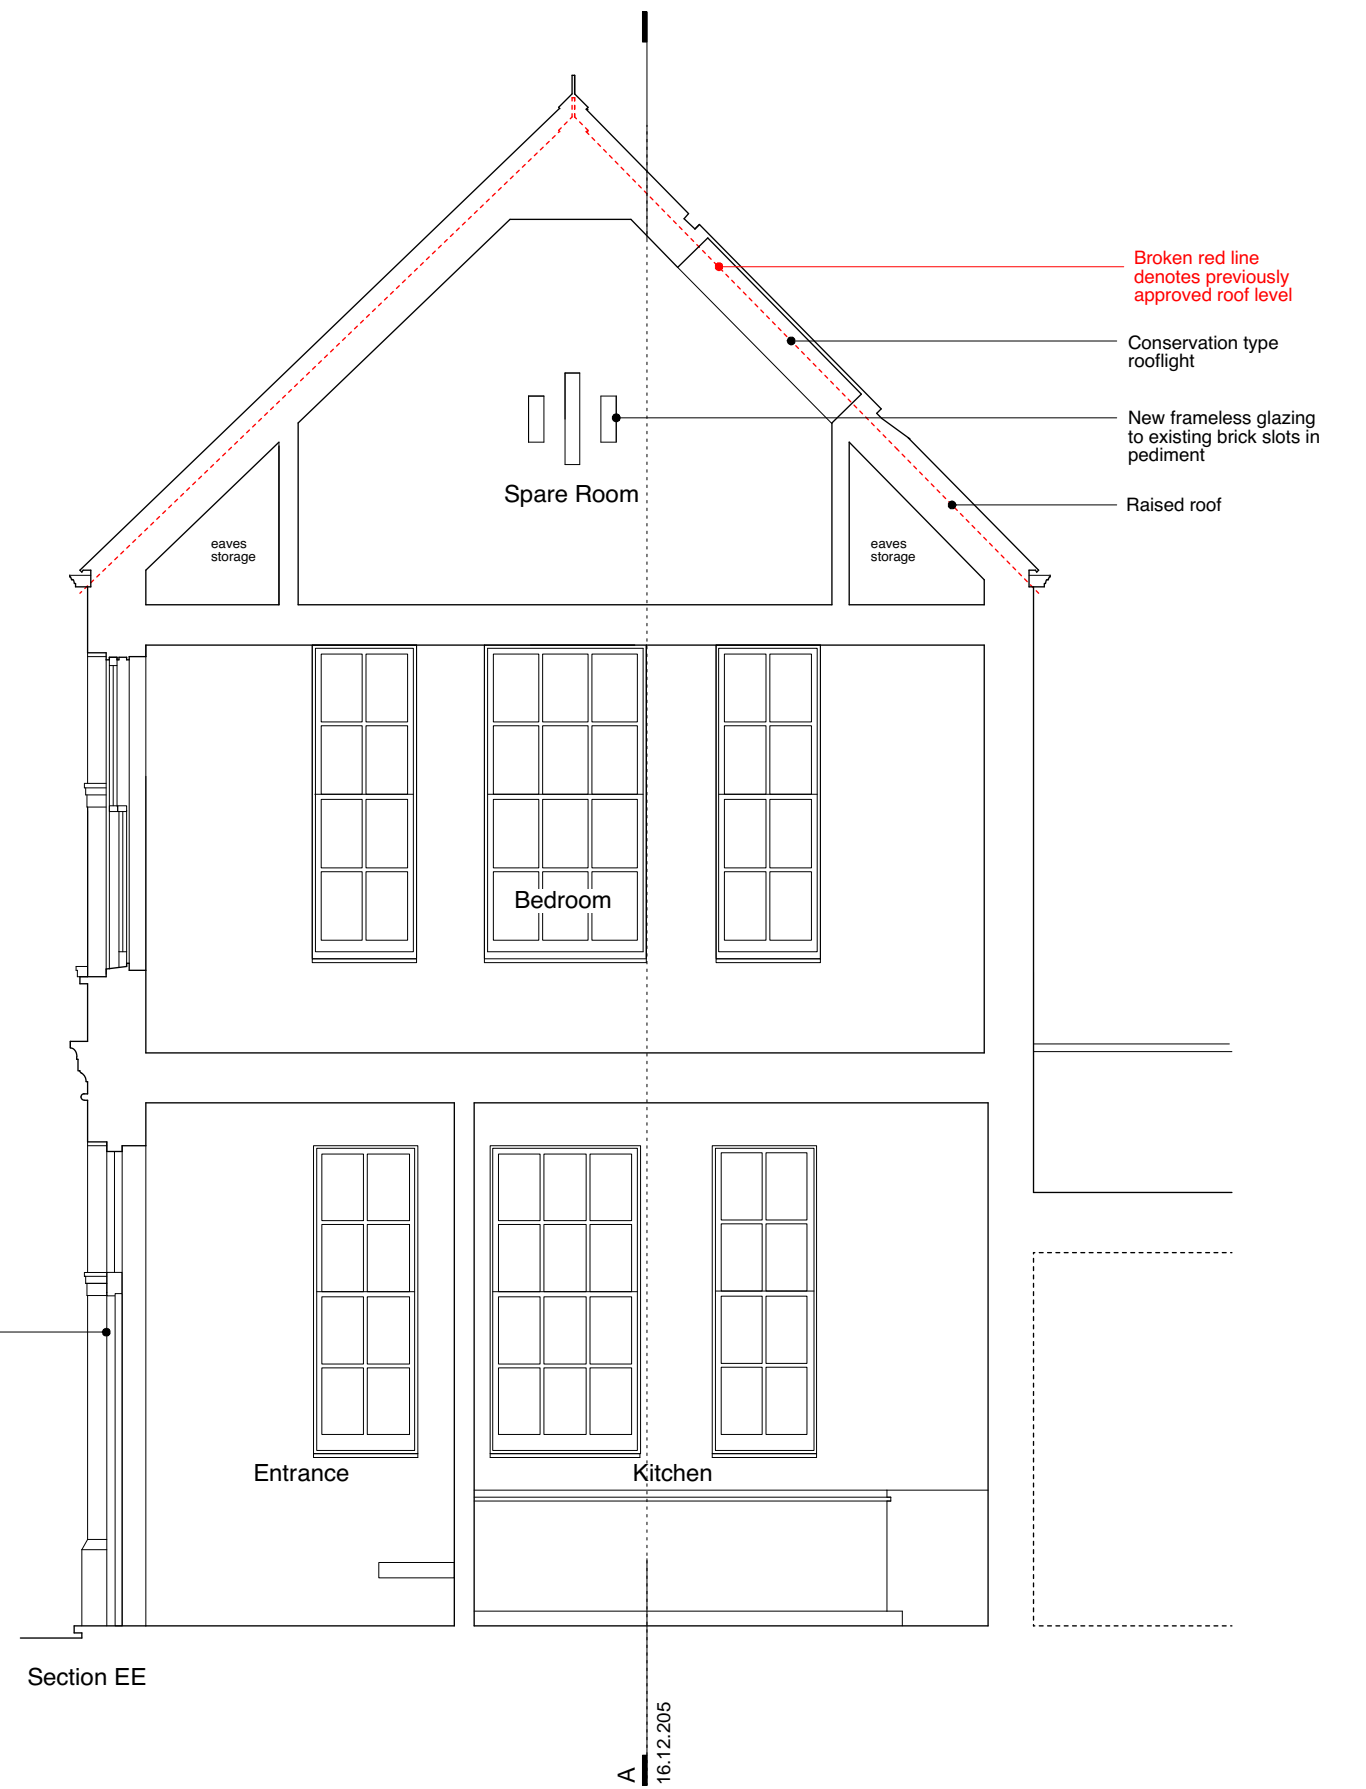 Broken red line
denotes previously
approved roof level
Conservation type
rooflight
New frameless glazing
to existing brick slots in
pediment
Spare Room
Raised roof
eaves
storage
eaves
storage
Bedroom
Entrance
Kitchen
Section EE
A
16.12.205